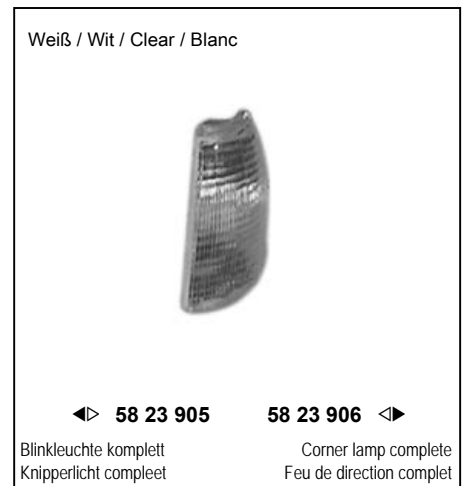 Weiß / Wit / Clear / Blanc
◀▷ 58 23 905 58 23 906 ◁▶
Blinkleuchte komplett Corner lamp complete
Knipperlicht compleet Feu de direction complet